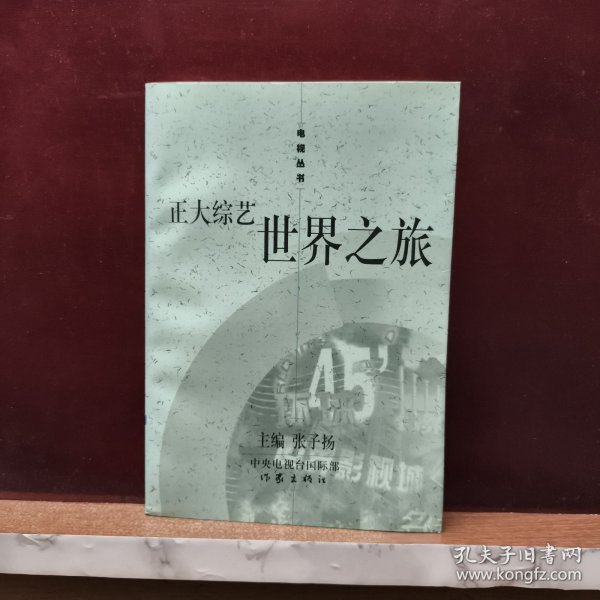 电视丛书
正大综艺
世界之旅
45'
影视城
主编 张子扬
中央电视台国际部
作家出版社
孔夫子旧书网
www.kongfz.com